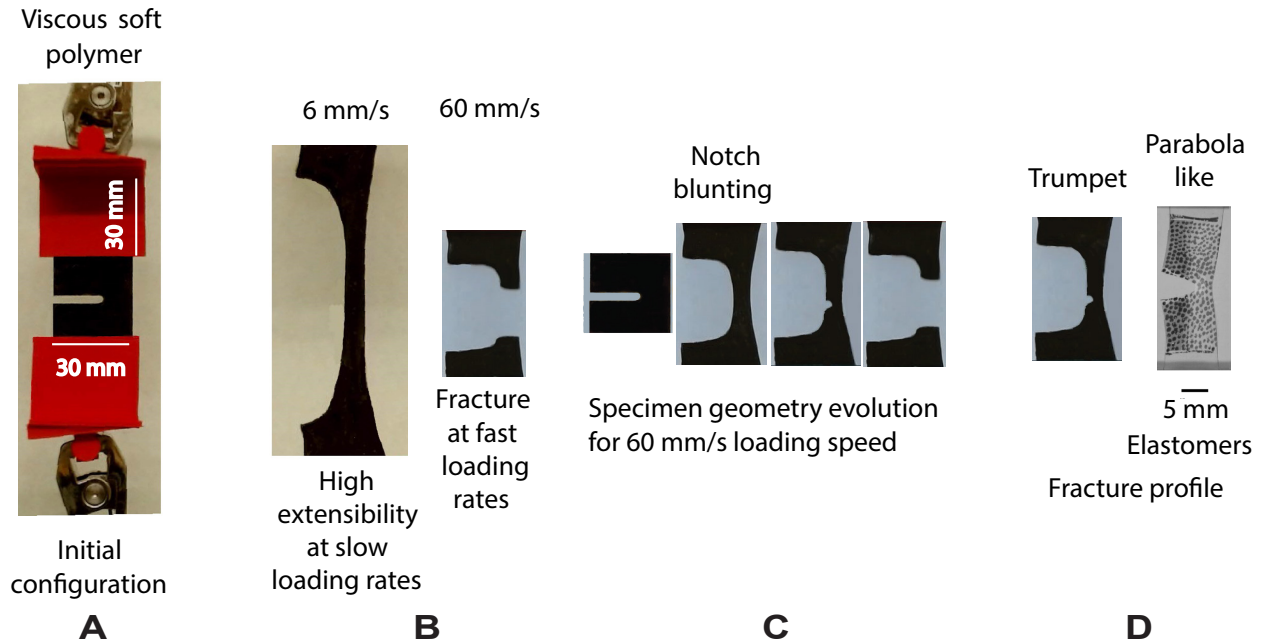 Viscous soft
polymer
30 mm
30 mm
Initial
configuration
A
6 mm/s
60 mm/s
High
extensibility
at slow
loading rates
Fracture
at fast
loading
rates
B
Notch
blunting
Specimen geometry evolution
for 60 mm/s loading speed
C
Trumpet
Parabola
like
5 mm
Elastomers
Fracture profile
D